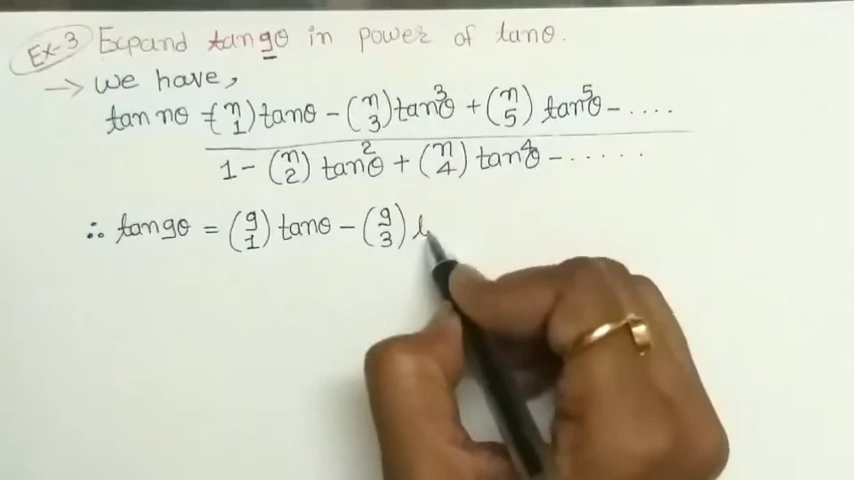 Ex-3 Expand tan9θ in power of tanθ.
→ we have,
tan nθ = (n 1) tanθ - (n 3) tan³θ + (n 5) tan⁵θ - ....
1 - (n 2) tan²θ + (n 4) tan⁴θ - ......
∴ tan9θ = (9 1) tanθ - (9 3) t